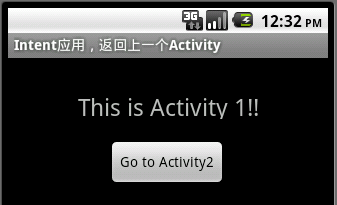 3G 12:32 PM
Intent应用，返回上一个Activity
This is Activity 1!!
Go to Activity2